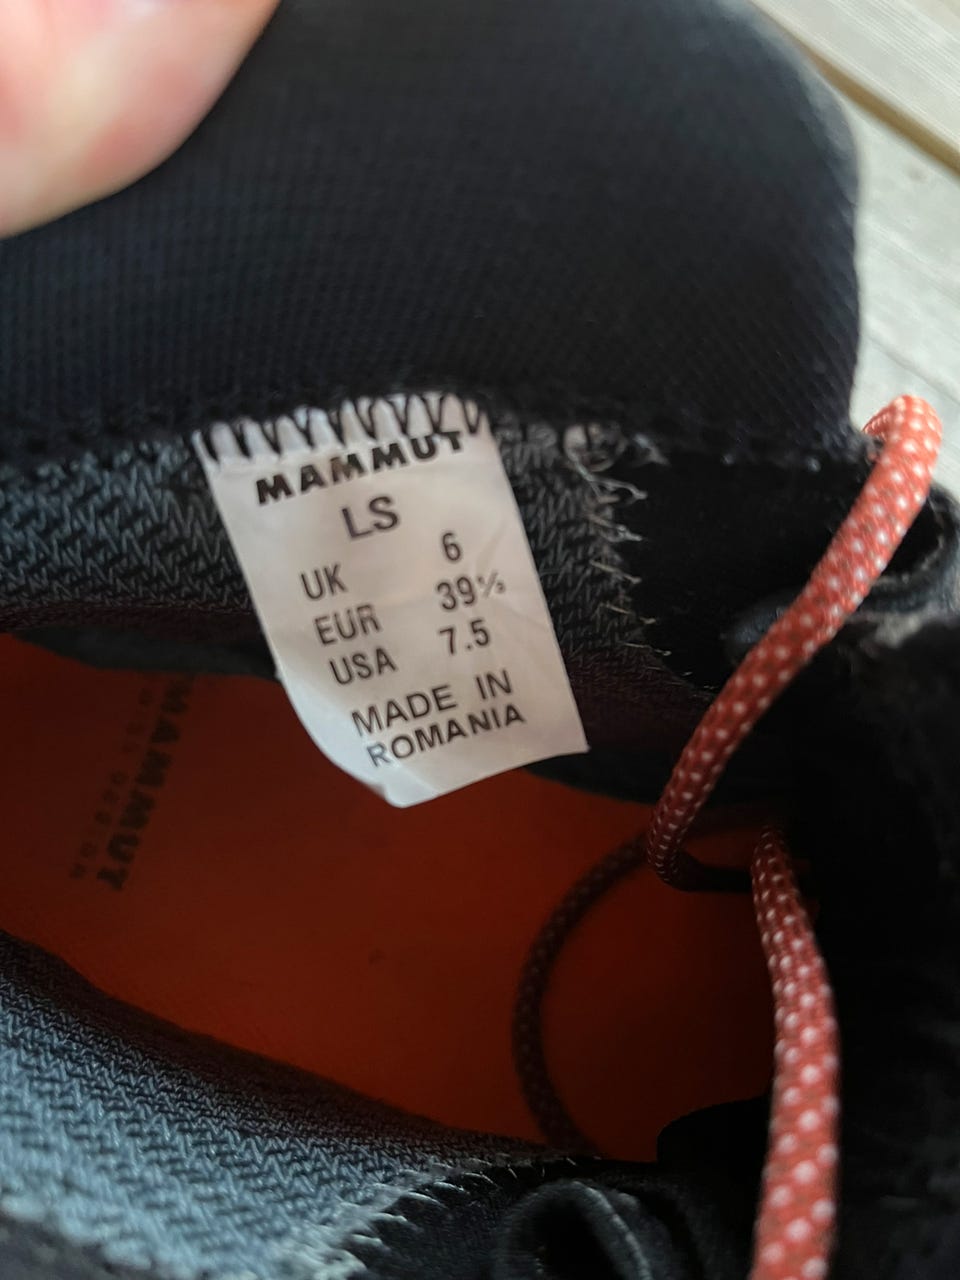 MAMMUT
LS
UK 6
EUR 39⅓
USA 7.5
MADE IN
ROMANIA
MAMMUT